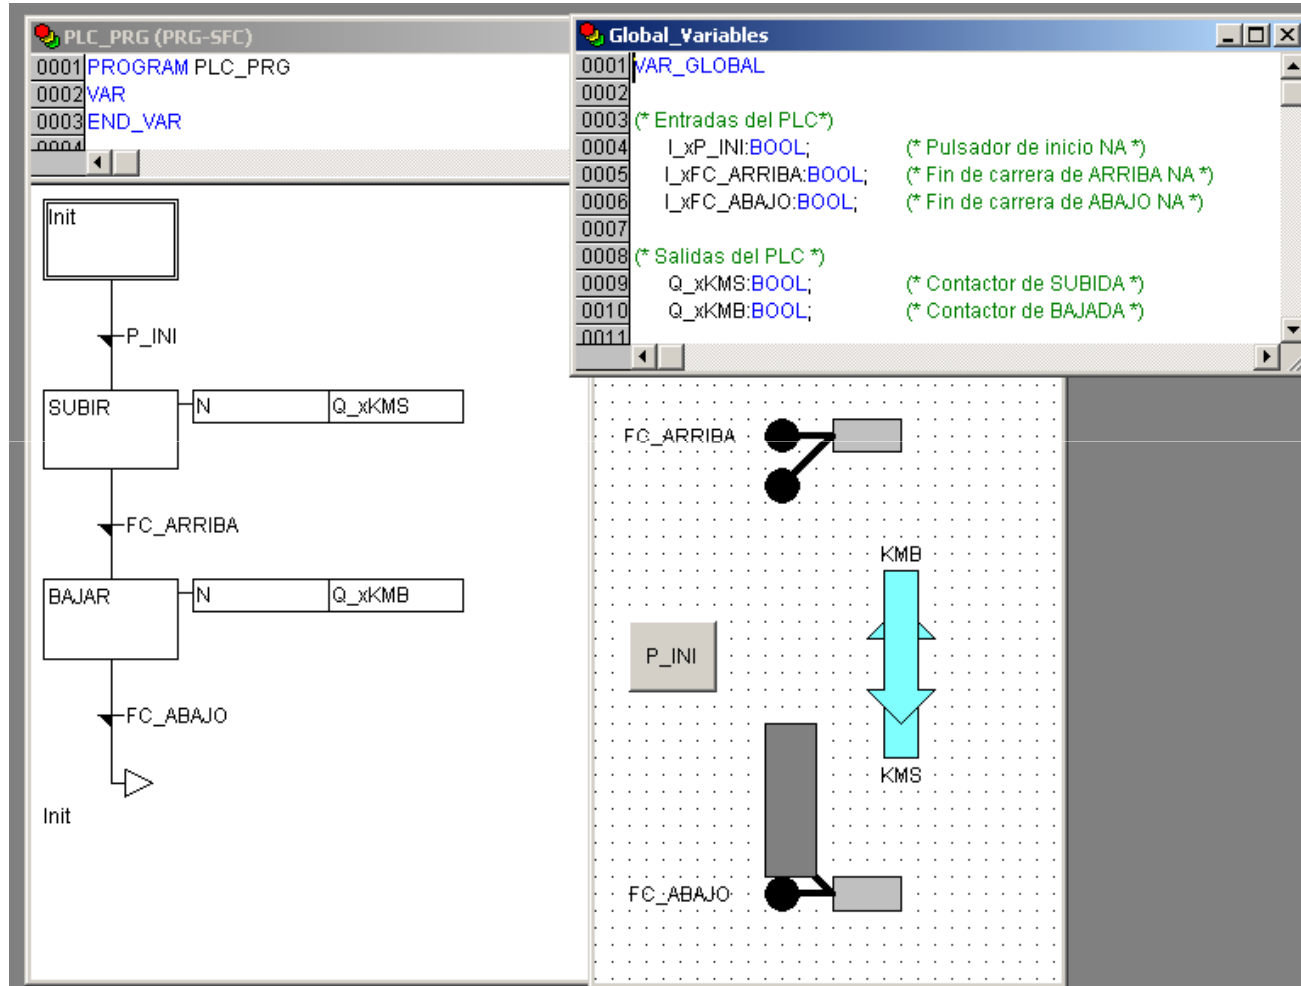 PLC_PRG (PRG-SFC)
0001 PROGRAM PLC_PRG
0002 VAR
0003 END_VAR
0004
Init
P_INI
SUBIR N Q_xKMS
FC_ARRIBA
BAJAR N Q_xKMB
FC_ABAJO
Init
Global_Variables
0001 VAR_GLOBAL
0002
0003 (* Entradas del PLC*)
0004 I_xP_INI:BOOL; (* Pulsador de inicio NA *)
0005 I_xFC_ARRIBA:BOOL; (* Fin de carrera de ARRIBA NA *)
0006 I_xFC_ABAJO:BOOL; (* Fin de carrera de ABAJO NA *)
0007
0008 (* Salidas del PLC *)
0009 Q_xKMS:BOOL; (* Contactor de SUBIDA *)
0010 Q_xKMB:BOOL; (* Contactor de BAJADA *)
0011
FC_ARRIBA
KMB
P_INI
KMS
FC_ABAJO